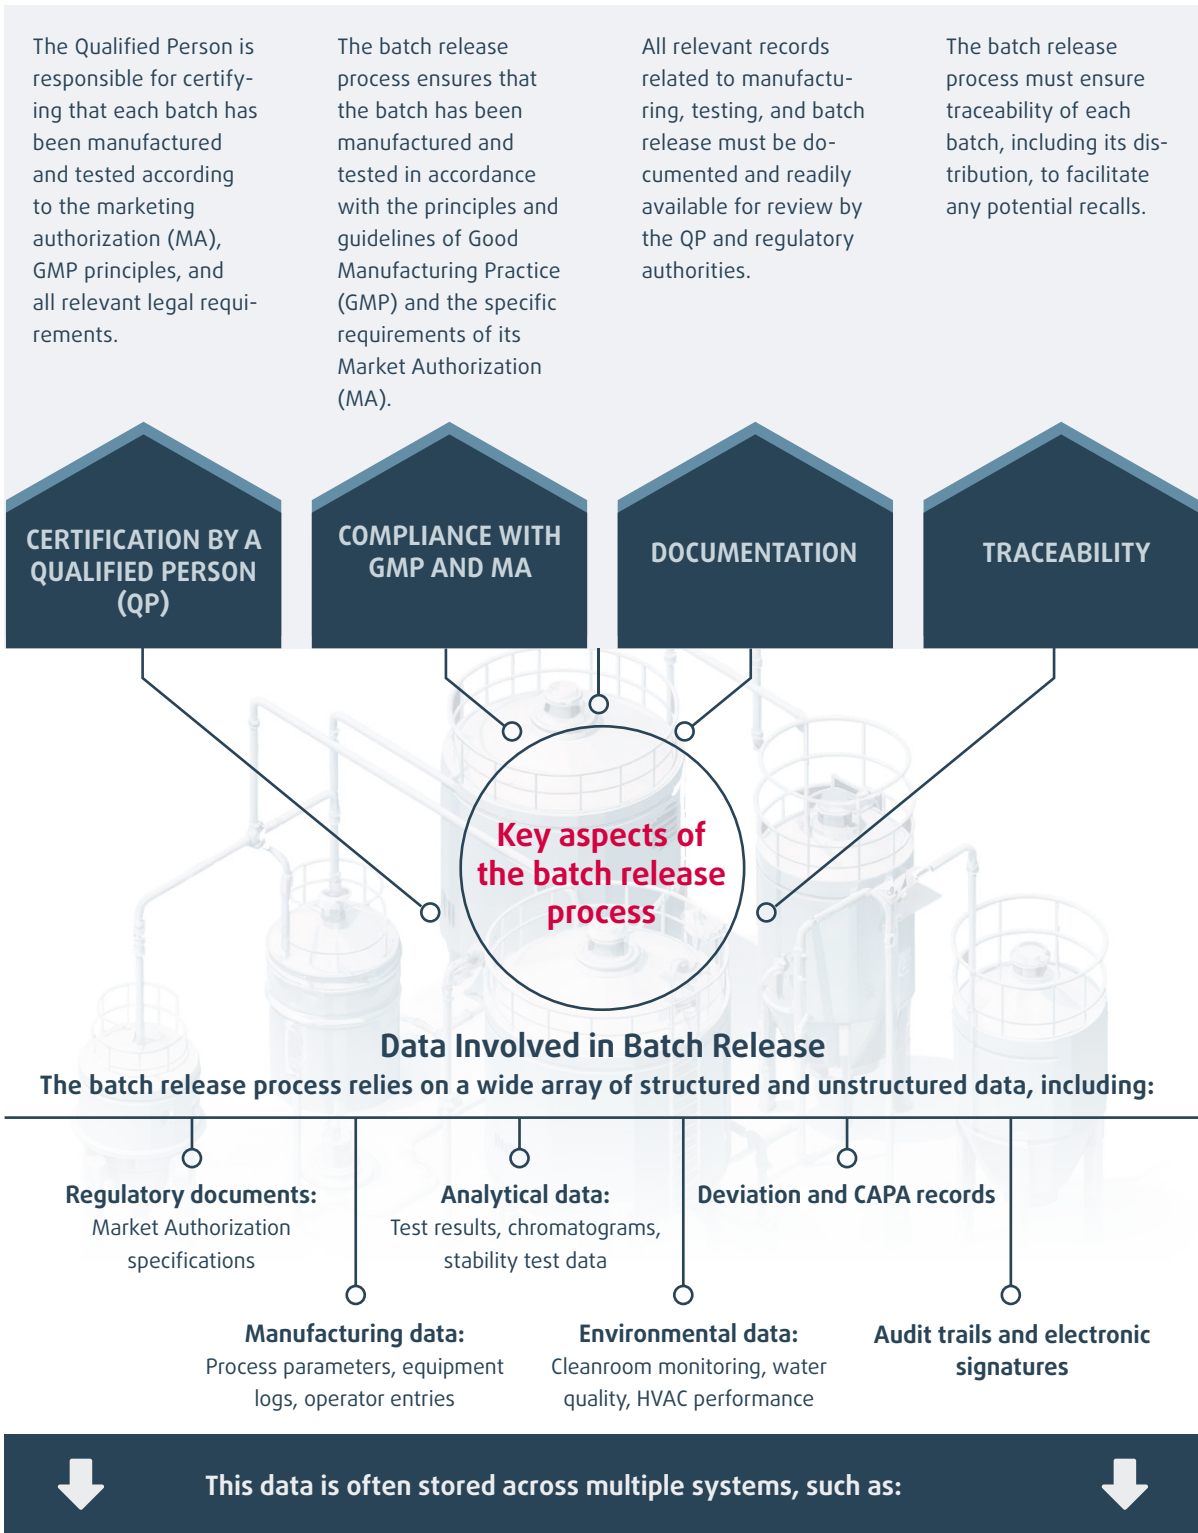 The Qualified Person is
responsible for certify-
ing that each batch has
been manufactured
and tested according
to the marketing
authorization (MA),
GMP principles, and
all relevant legal requi-
rements.
The batch release
process ensures that
the batch has been
manufactured and
tested in accordance
with the principles and
guidelines of Good
Manufacturing Practice
(GMP) and the specific
requirements of its
Market Authorization
(MA).
All relevant records
related to manufactu-
ring, testing, and batch
release must be do-
cumented and readily
available for review by
the QP and regulatory
authorities.
The batch release
process must ensure
traceability of each
batch, including its dis-
tribution, to facilitate
any potential recalls.
CERTIFICATION BY A
QUALIFIED PERSON
(QP)
COMPLIANCE WITH
GMP AND MA
DOCUMENTATION
TRACEABILITY
Key aspects of
the batch release
process
Data Involved in Batch Release
The batch release process relies on a wide array of structured and unstructured data, including:
Regulatory documents:
Market Authorization
specifications
Analytical data:
Test results, chromatograms,
stability test data
Deviation and CAPA records
Manufacturing data:
Process parameters, equipment
logs, operator entries
Environmental data:
Cleanroom monitoring, water
quality, HVAC performance
Audit trails and electronic
signatures
This data is often stored across multiple systems, such as: